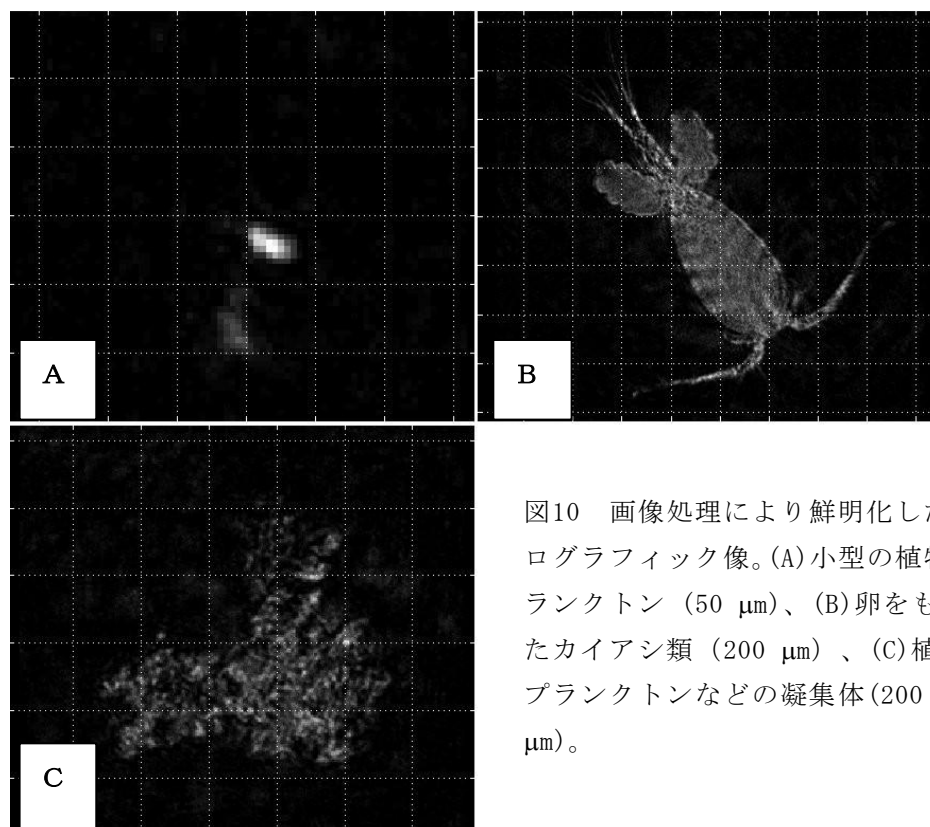 A
B
C
図10 画像処理により鮮明化した
ログラフィック像。(A)小型の植
ランクトン (50 μm)、(B)卵をも
たカイアシ類 (200 μm) 、(C)植
プランクトンなどの凝集体(200
μm)。